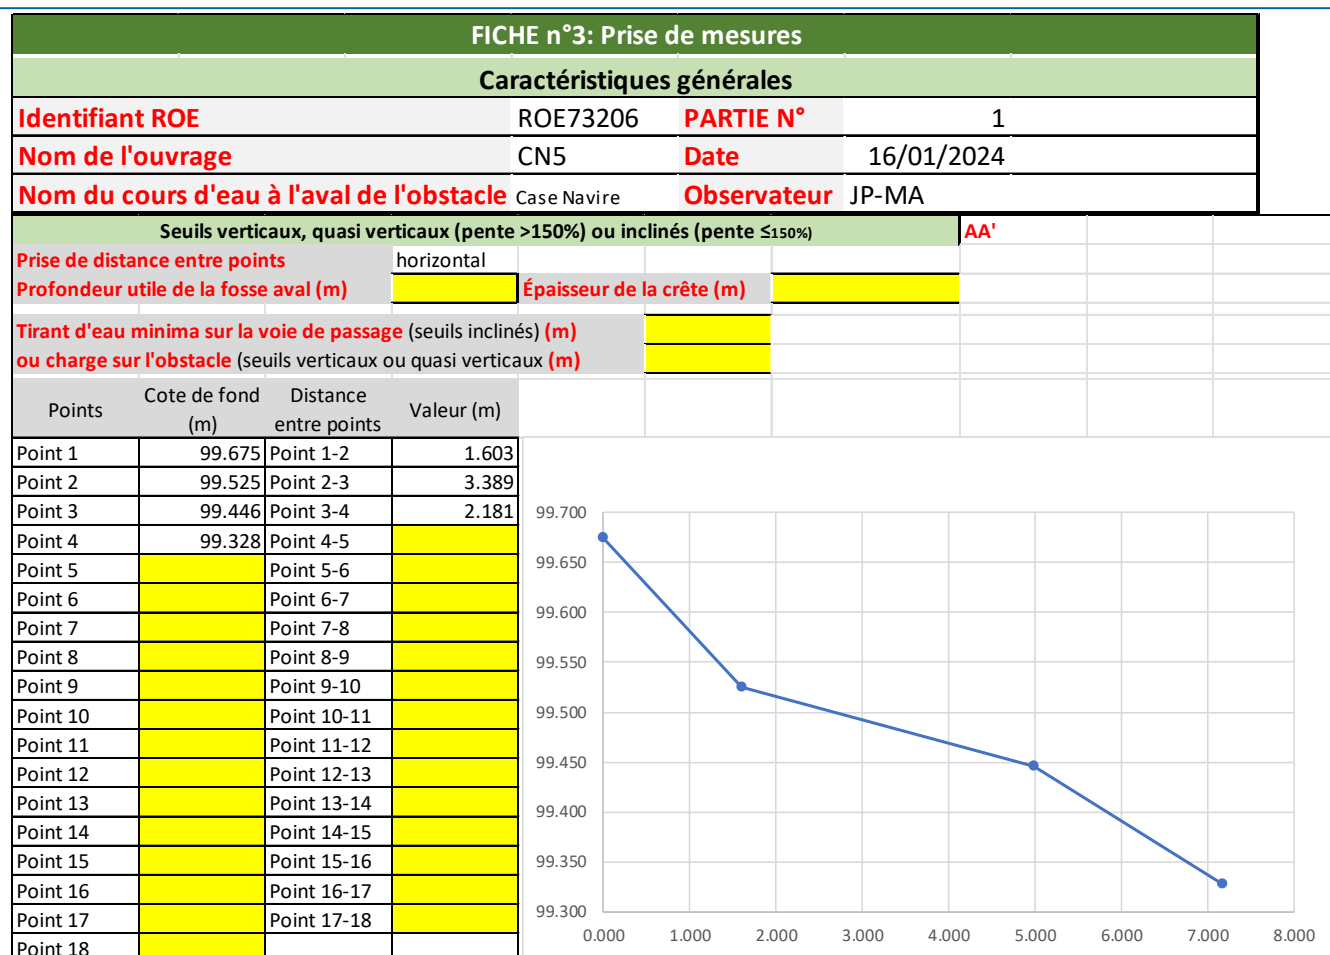 FICHE n°3: Prise de mesures
Caractéristiques générales
Identifiant ROE ROE73206 PARTIE N° 1
Nom de l'ouvrage CN5 Date 16/01/2024
Nom du cours d'eau à l'aval de l'obstacle Case Navire Observateur JP-MA
Seuils verticaux, quasi verticaux (pente >150%) ou inclinés (pente ≤150%) AA'
Prise de distance entre points horizontal
Profondeur utile de la fosse aval (m) Épaisseur de la crête (m)
Tirant d'eau minima sur la voie de passage (seuils inclinés) (m)
ou charge sur l'obstacle (seuils verticaux ou quasi verticaux (m)
Points Cote de fond (m) Distance entre points Valeur (m)
Point 1 99.675 Point 1-2 1.603
Point 2 99.525 Point 2-3 3.389
Point 3 99.446 Point 3-4 2.181
Point 4 99.328 Point 4-5
Point 5 Point 5-6
Point 6 Point 6-7
Point 7 Point 7-8
Point 8 Point 8-9
Point 9 Point 9-10
Point 10 Point 10-11
Point 11 Point 11-12
Point 12 Point 12-13
Point 13 Point 13-14
Point 14 Point 14-15
Point 15 Point 15-16
Point 16 Point 16-17
Point 17 Point 17-18
Point 18
99.700
99.650
99.600
99.550
99.500
99.450
99.400
99.350
99.300
0.000 1.000 2.000 3.000 4.000 5.000 6.000 7.000 8.000